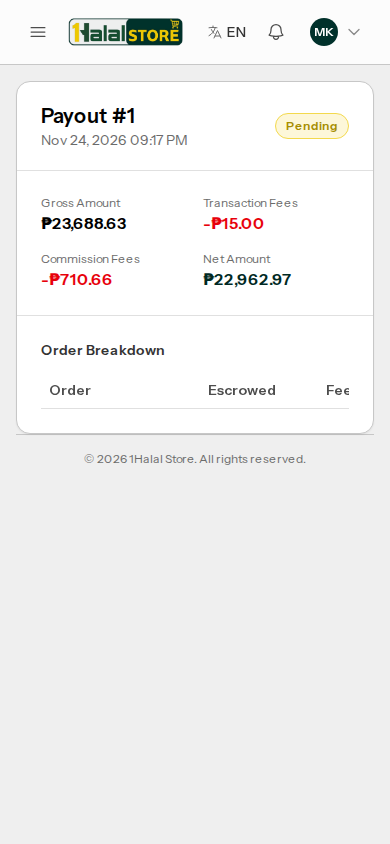 1Halal STORE EN MK
Payout #1
Nov 24, 2026 09:17 PM
Pending
Gross Amount Transaction Fees
₱23,688.63 -₱15.00
Commission Fees Net Amount
-₱710.66 ₱22,962.97
Order Breakdown
Order Escrowed Fee
© 2026 1Halal Store. All rights reserved.